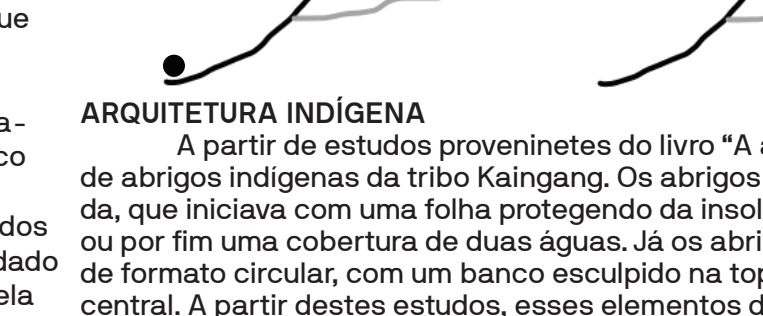 ue
a-
co
dos
dado
ela
ARQUITETURA INDÍGENA
A partir de estudos proveninetes do livro “A a
de abrigos indígenas da tribo Kaingang. Os abrigos
da, que iniciava com uma folha protegendo da insol
ou por fim uma cobertura de duas águas. Já os abri
de formato circular, com um banco esculpido na top
central. A partir destes estudos, esses elementos d